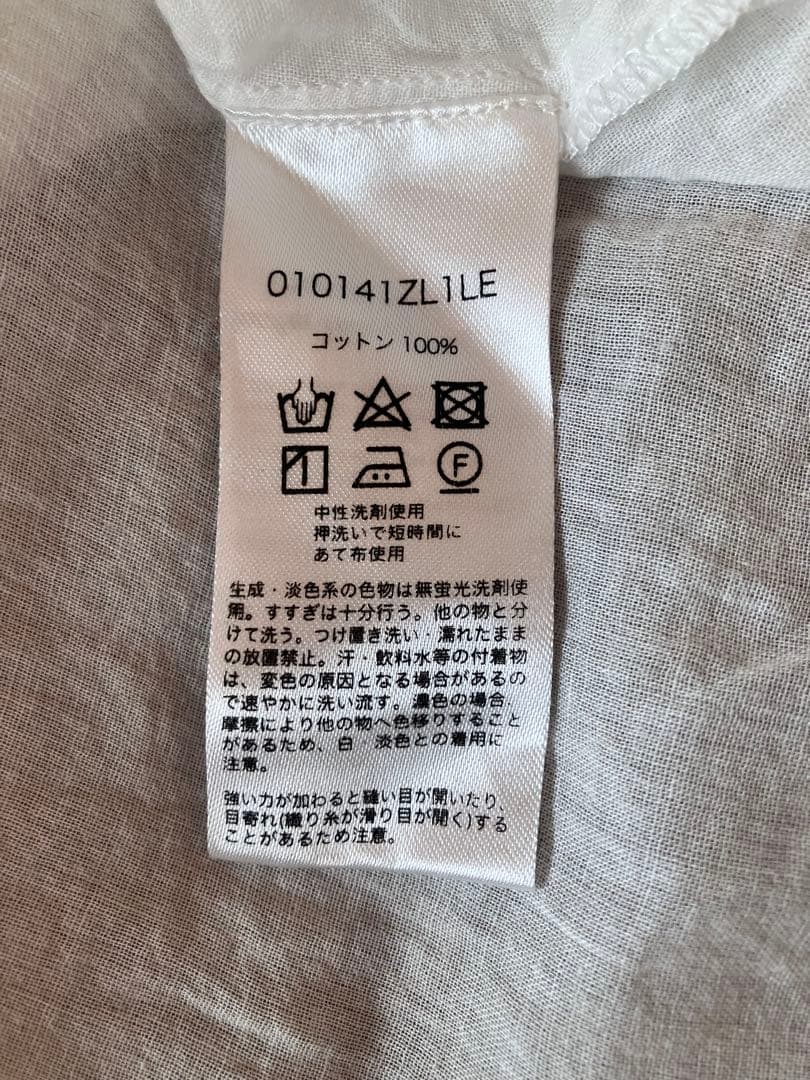 010141ZL1LE
コットン 100%
F
中性洗剤使用
押洗いで短時間に
あて布使用
生成・淡色系の色物は無蛍光洗剤使
用。すすぎは十分行う。他の物と分
けて洗う。つけ置き洗い・濡れたまま
の放置禁止。汗・飲料水等の付着物
は、変色の原因となる場合があるの
で速やかに洗い流す。濃色の場合、
摩擦により他の物へ色移りすること
があるため、白・淡色との着用に
注意。
強い力が加わると縫い目が開いたり、
目寄れ(織り糸が滑り目が開く)する
ことがあるため注意。